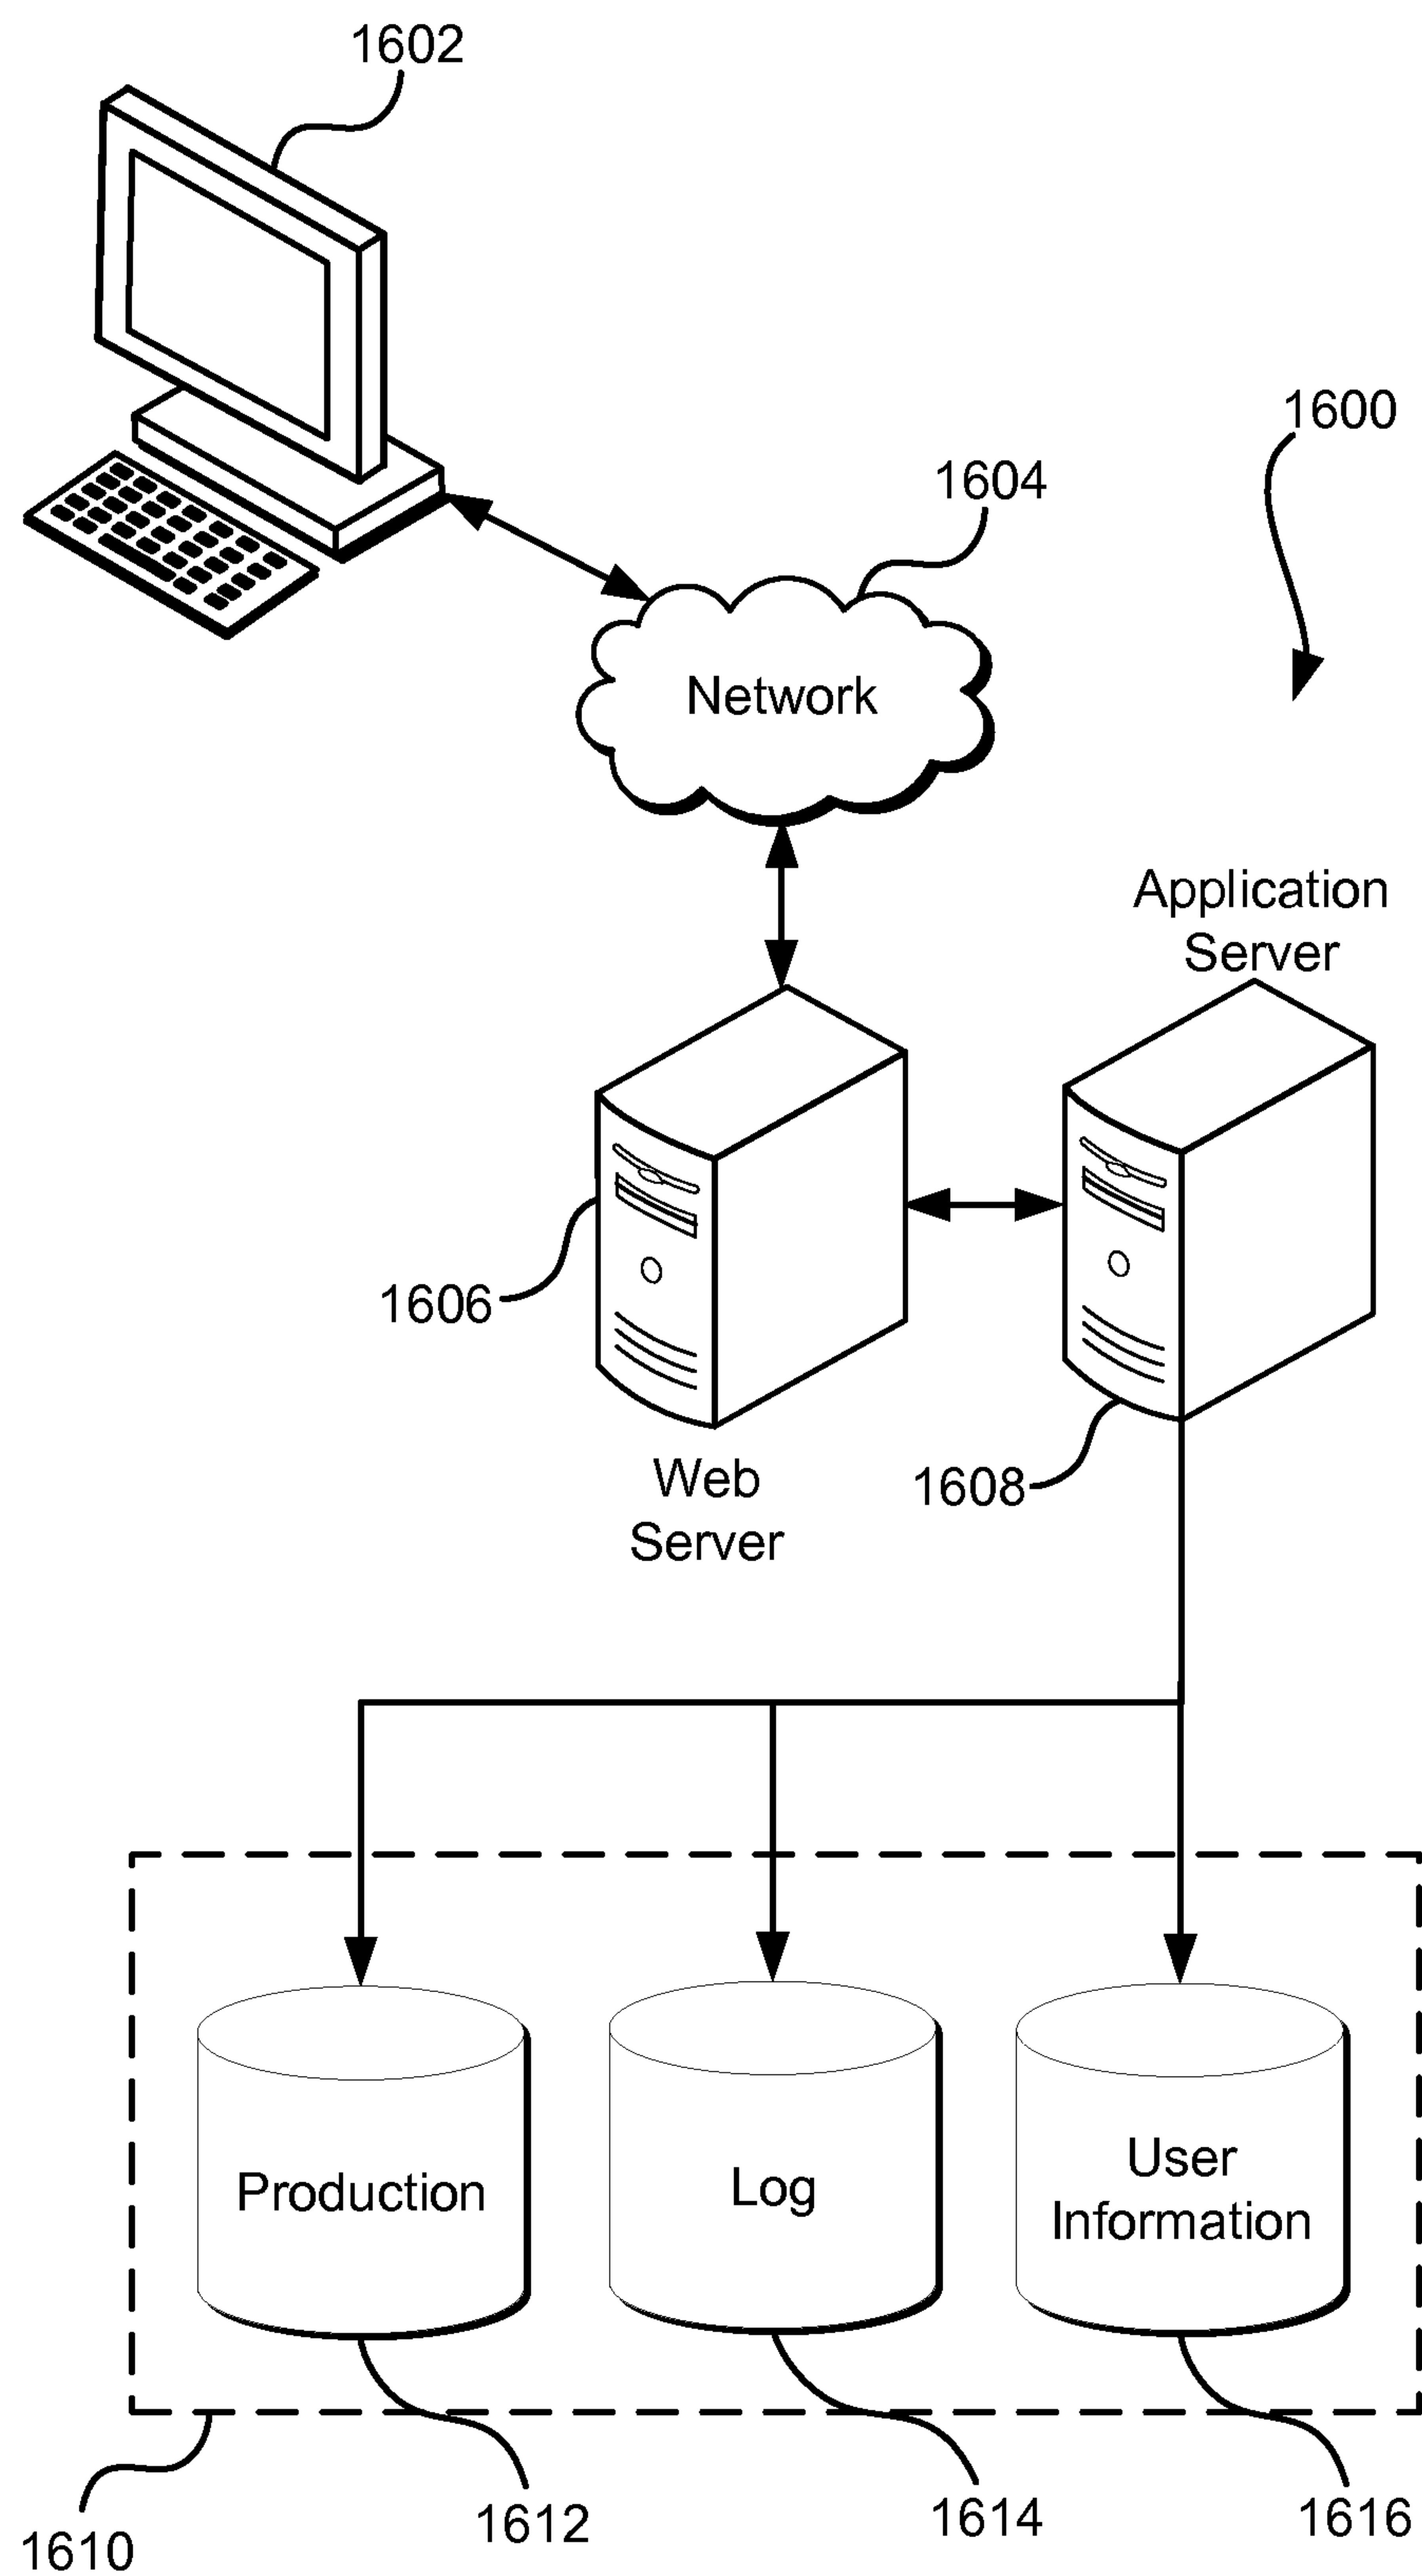 1602
1600
1604
Network
Application
Server
1606
Web
Server
1608
Production
Log
User
Information
1610
1612
1614
1616